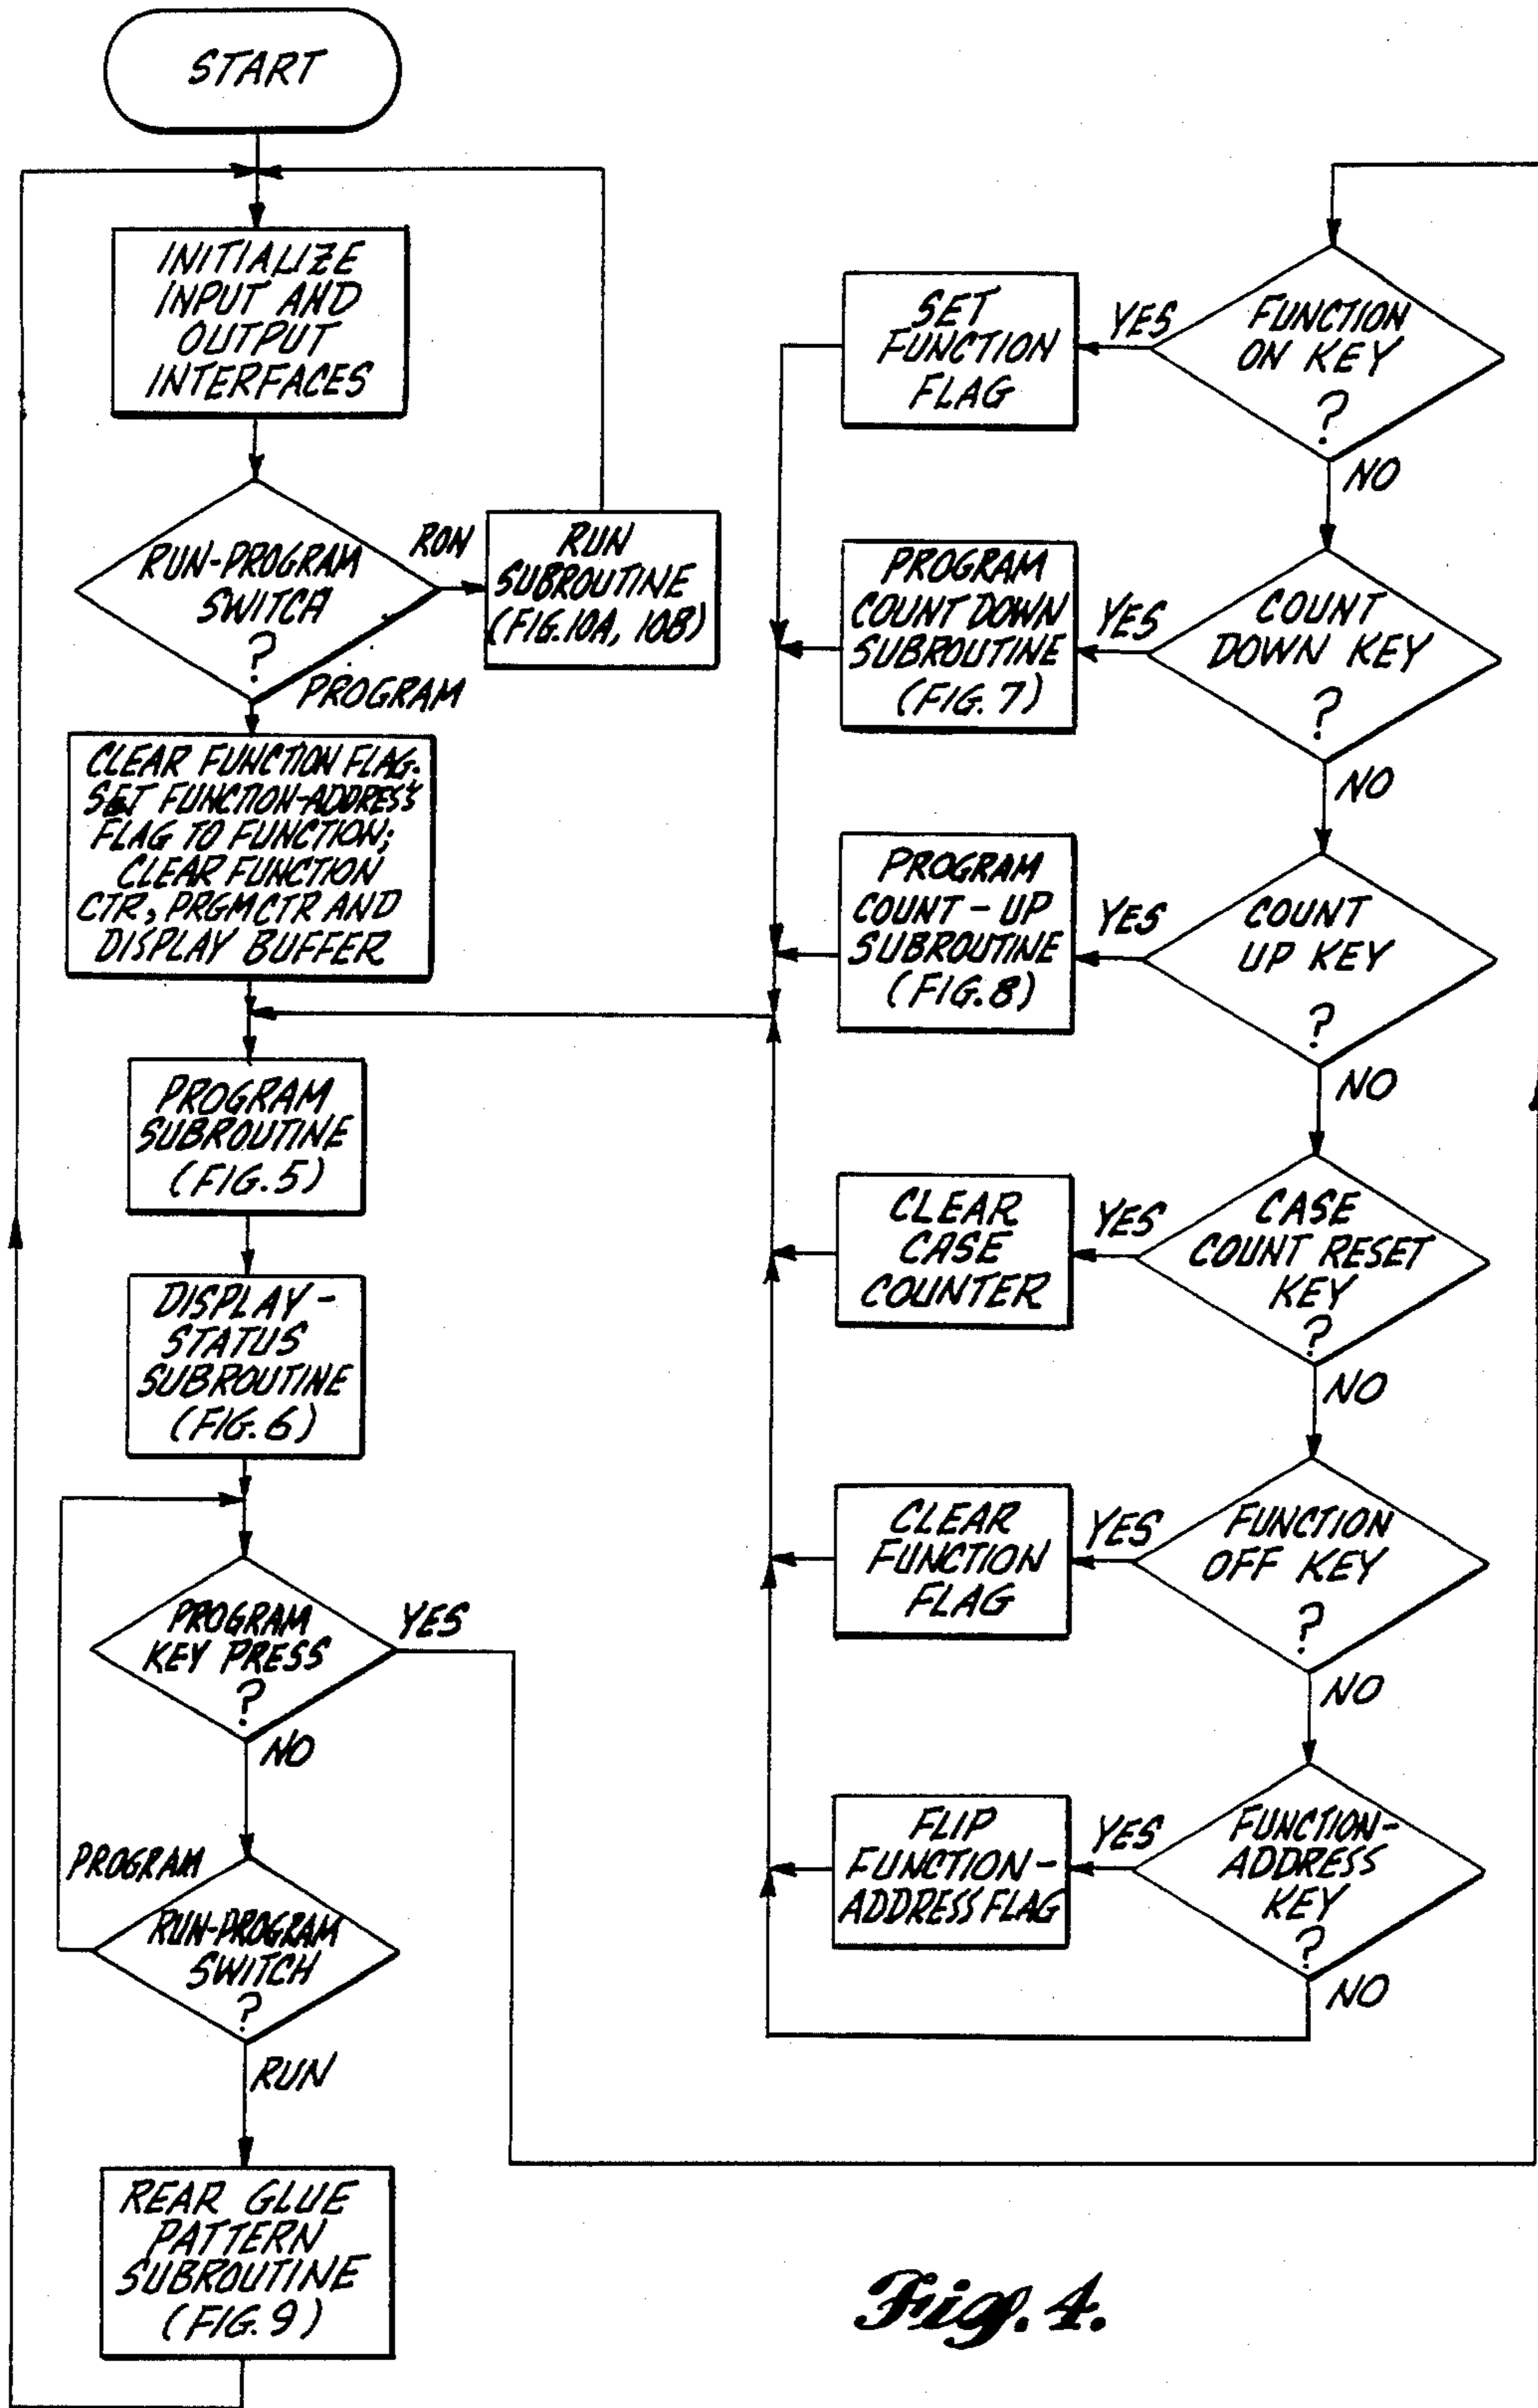 START
INITIALIZE
INPUT AND
OUTPUT
INTERFACES
RUN-PROGRAM
SWITCH
?
RUN
PROGRAM
RUN
SUBROUTINE
(FIG.10A, 10B)
CLEAR FUNCTION FLAG.
SET FUNCTION-ADDRESS
FLAG TO FUNCTION;
CLEAR FUNCTION
CTR, PRGMCTR AND
DISPLAY BUFFER
PROGRAM
SUBROUTINE
(FIG.5)
DISPLAY-
STATUS
SUBROUTINE
(FIG.6)
PROGRAM
KEY PRESS
?
YES
NO
PROGRAM
RUN-PROGRAM
SWITCH
?
RUN
REAR GLUE
PATTERN
SUBROUTINE
(FIG.9)
FUNCTION
ON KEY
?
YES
NO
SET
FUNCTION
FLAG
COUNT
DOWN KEY
?
YES
NO
PROGRAM
COUNT DOWN
SUBROUTINE
(FIG.7)
COUNT
UP KEY
?
YES
NO
PROGRAM
COUNT-UP
SUBROUTINE
(FIG.8)
CASE
COUNT RESET
KEY
?
YES
NO
CLEAR
CASE
COUNTER
FUNCTION
OFF KEY
?
YES
NO
CLEAR
FUNCTION
FLAG
FUNCTION-
ADDRESS
KEY
?
YES
NO
FLIP
FUNCTION-
ADDRESS FLAG
Fig. 4.